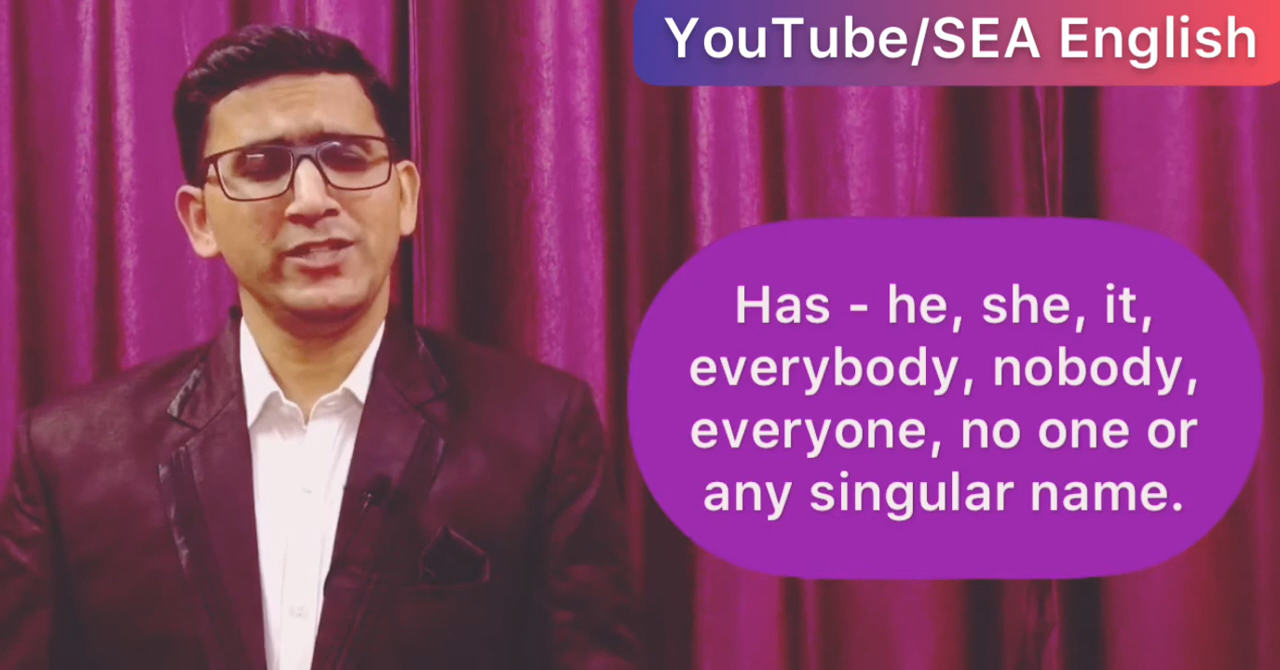 YouTube/SEA English
Has - he, she, it,
everybody, nobody,
everyone, no one or
any singular name.